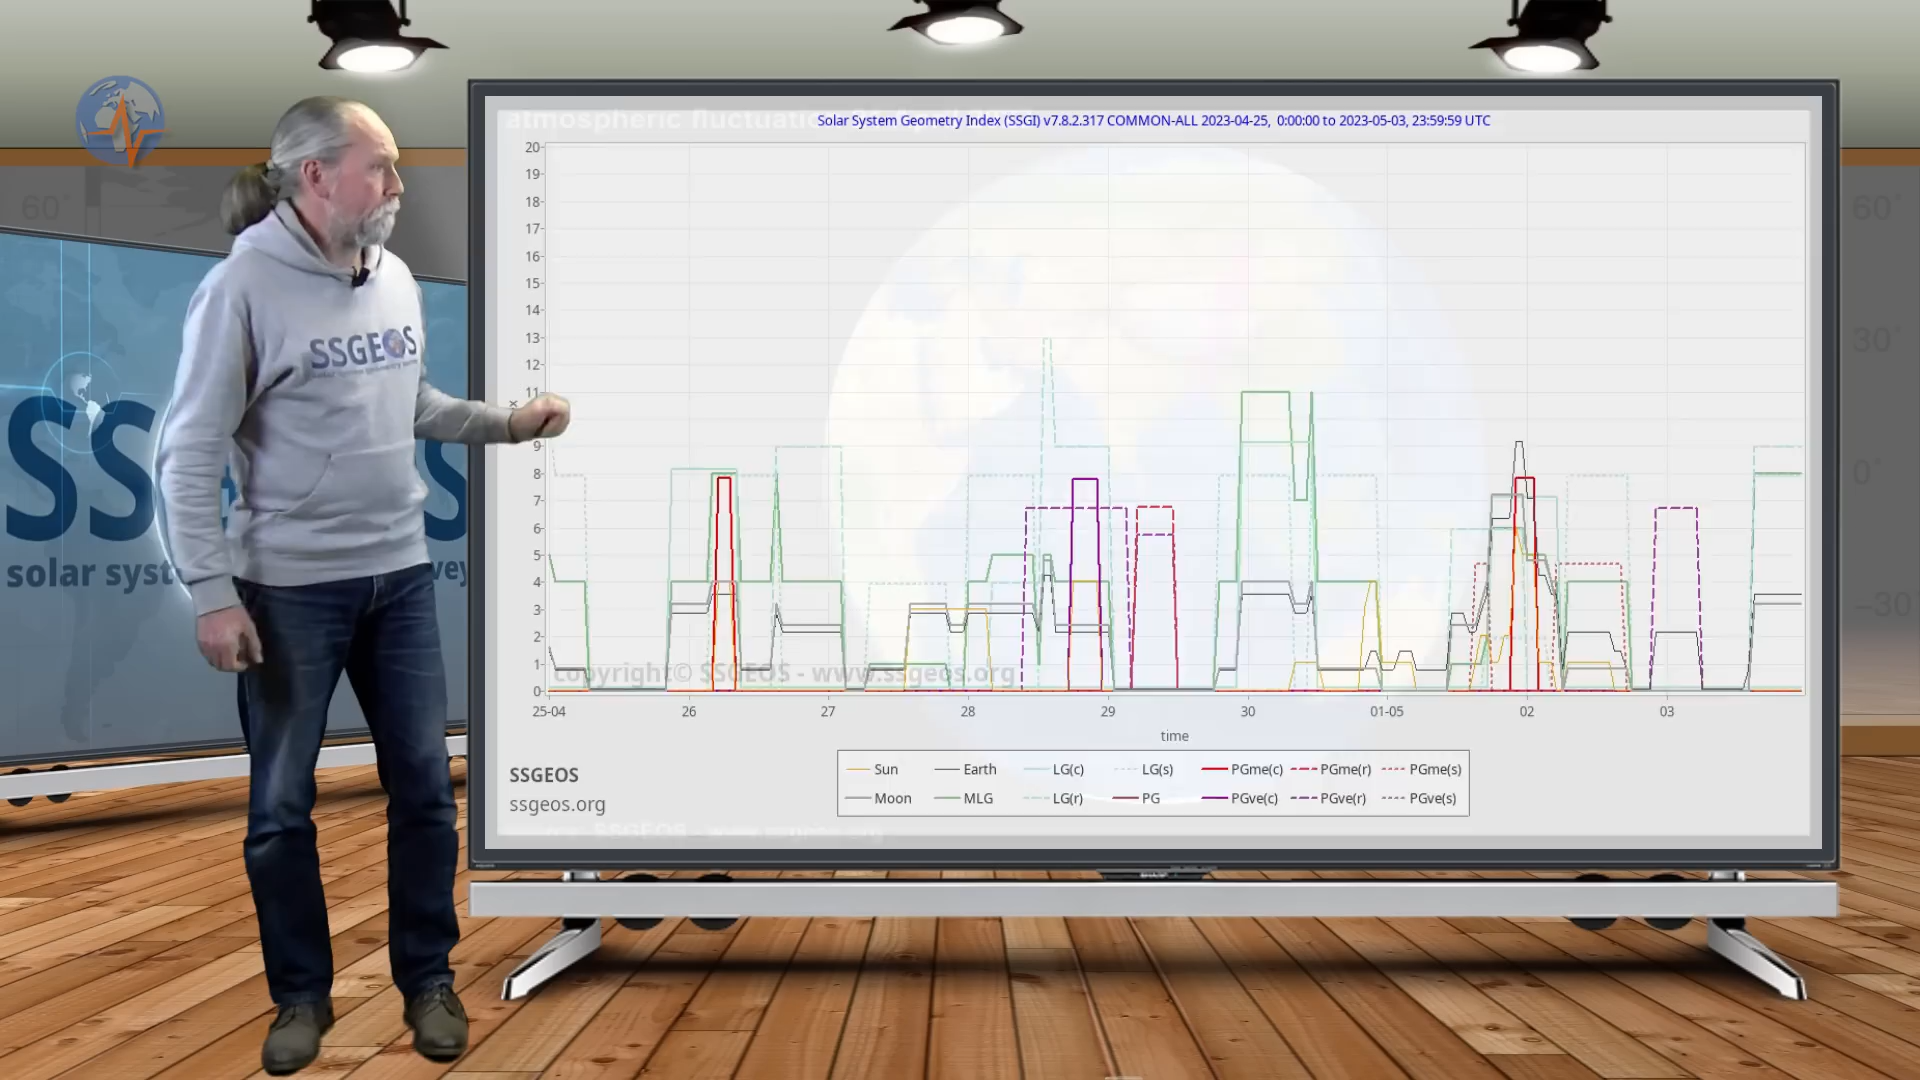 atmospheric fluctuatio
Solar System Geometry Index (SSGI) v7.8.2.317 COMMON-ALL 2023-04-25, 0:00:00 to 2023-05-03, 23:59:59 UTC
20
19
18
17
16
15
14
13
12
11
9
8
7
6
5
4
3
2
1
0
25-04 26 27 28 29 30 01-05 02 03
time
copyright© SSGEOS - www.ssgeos.org
SSGEOS
ssgeos.org
Sun Earth LG(c) LG(s) PGme(c) PGme(r) PGme(s)
Moon MLG LG(r) PG PGve(c) PGve(r) PGve(s)
SSGEOS
60°
60°
30°
0°
-30
solar syst
vey
SHARP